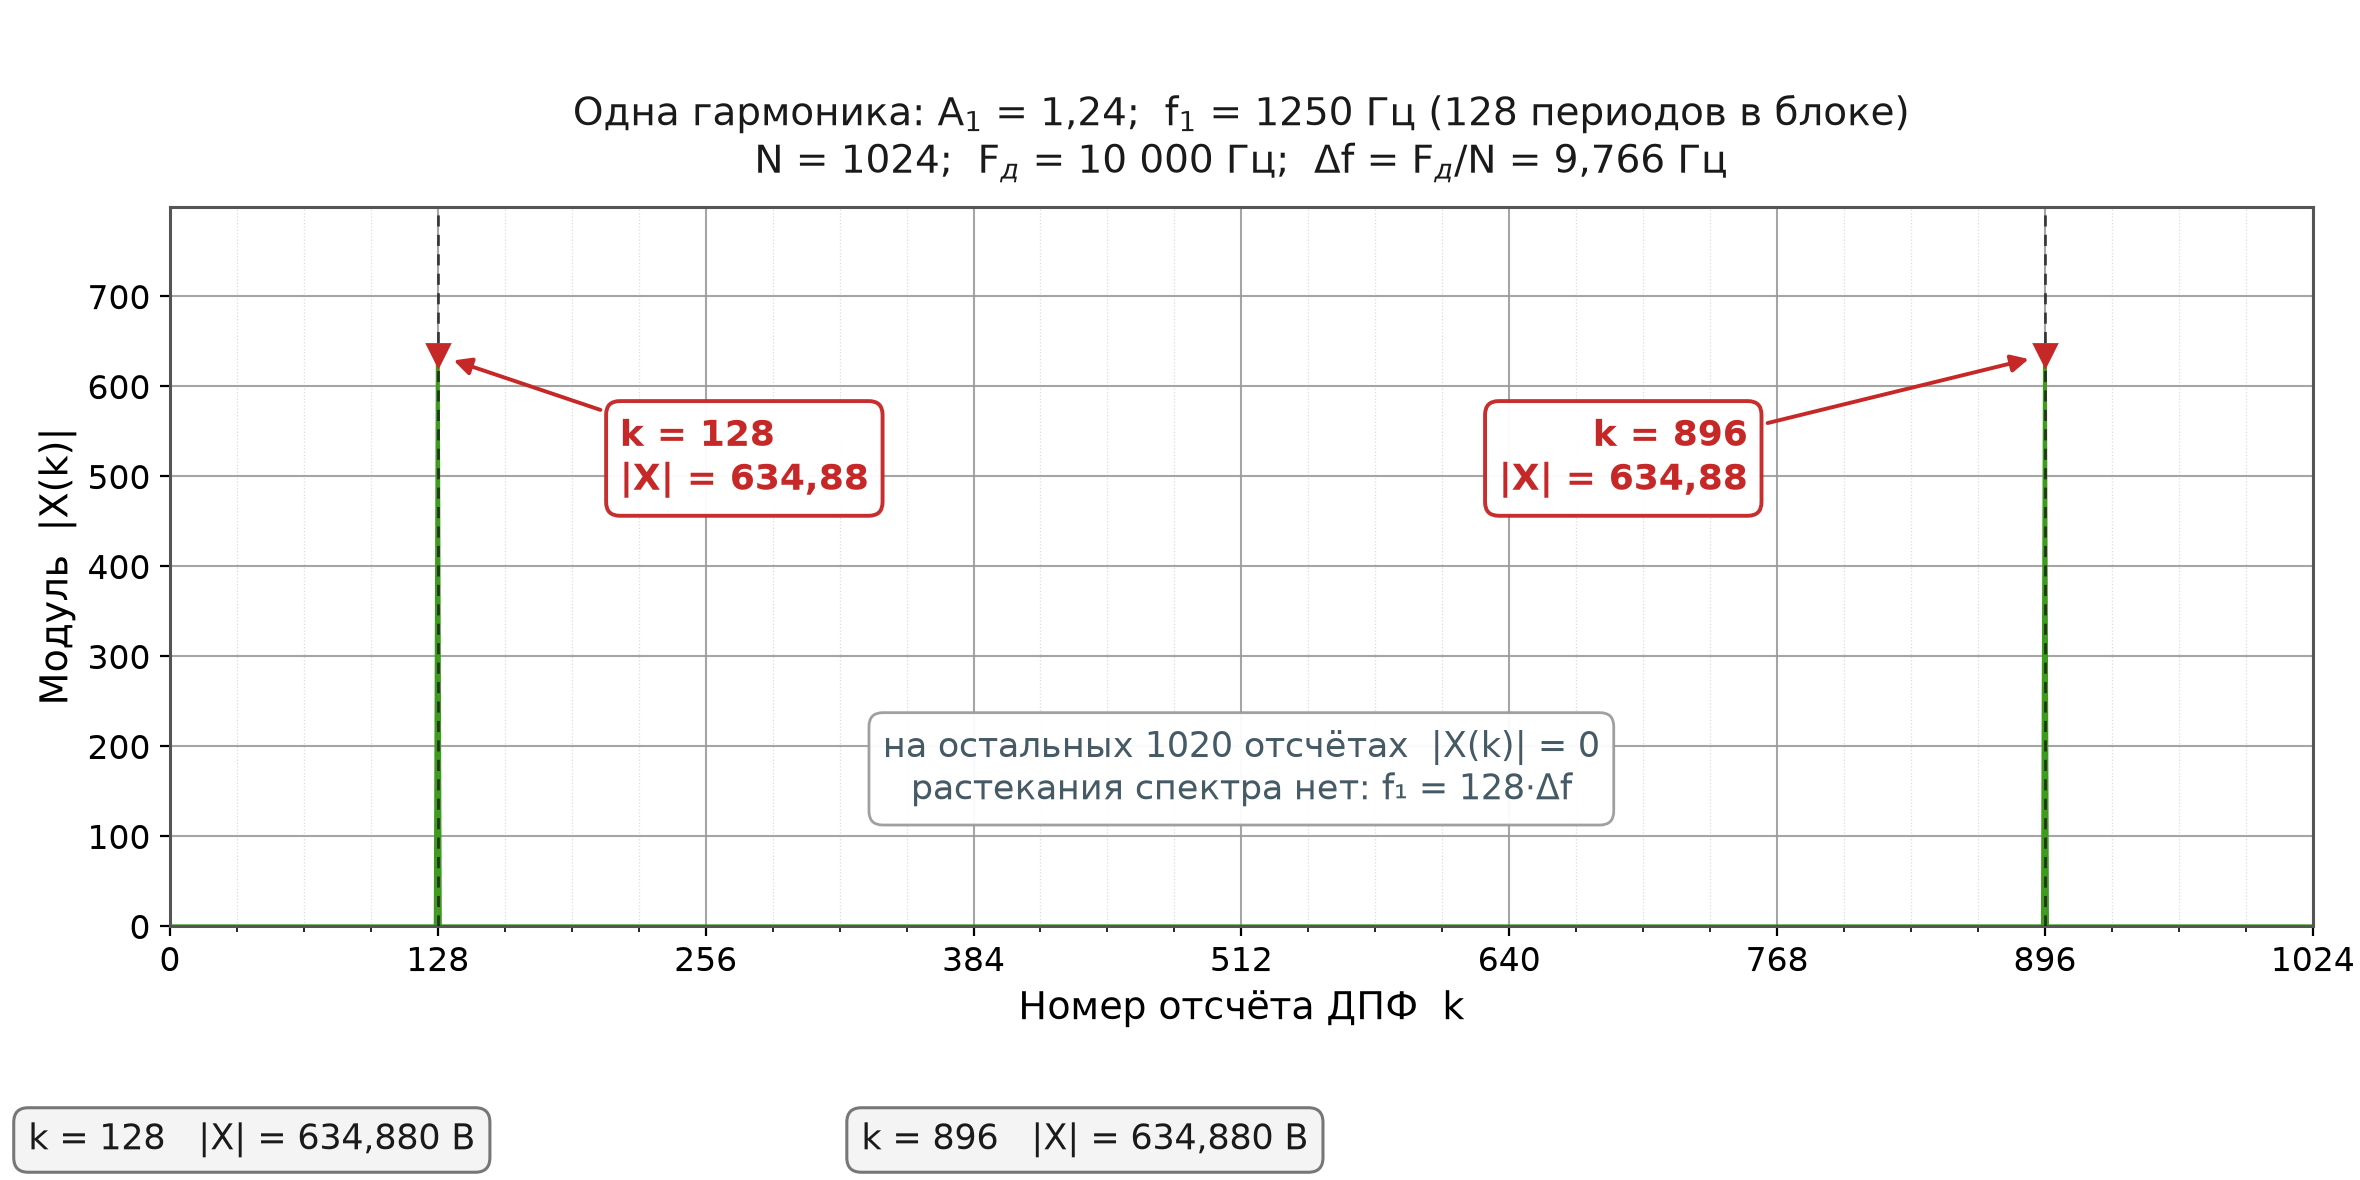 Одна гармоника: A₁ = 1,24; f₁ = 1250 Гц (128 периодов в блоке)
N = 1024; Fд = 10 000 Гц; Δf = Fд/N = 9,766 Гц
Модуль |X(k)|
700
600
500
400
300
200
100
0
k = 128
|X| = 634,88
k = 896
|X| = 634,88
на остальных 1020 отсчётах |X(k)| = 0
растекания спектра нет: f₁ = 128·Δf
0 128 256 384 512 640 768 896 1024
Номер отсчёта ДПФ k
k = 128 |X| = 634,880 В
k = 896 |X| = 634,880 В